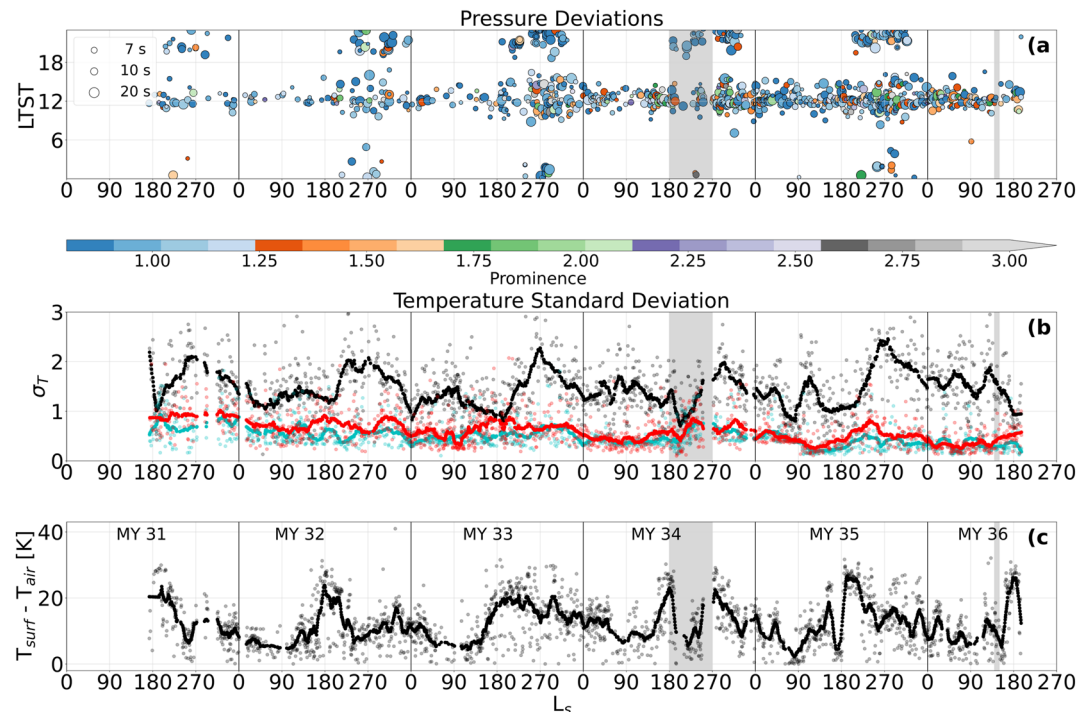 Pressure Deviations
(a
LTST
18
12
6
7 s
10 s
20 s
0 90 180 270 0 90 180 270 0 90 180 270 0 90 180 270 0 90 180 270 0 90 180 270
1.00 1.25 1.50 1.75 2.00 2.25 2.50 2.75 3.00
Prominence
Temperature Standard Deviation
(b
σT
3
2
1
0
0 90 180 270 0 90 180 270 0 90 180 270 0 90 180 270 0 90 180 270 0 90 180 270
MY 31 MY 32 MY 33 MY 34 MY 35 MY 36
(c
Tsurf - Tair [K]
40
20
0
0 90 180 270 0 90 180 270 0 90 180 270 0 90 180 270 0 90 180 270 0 90 180 270
Ls